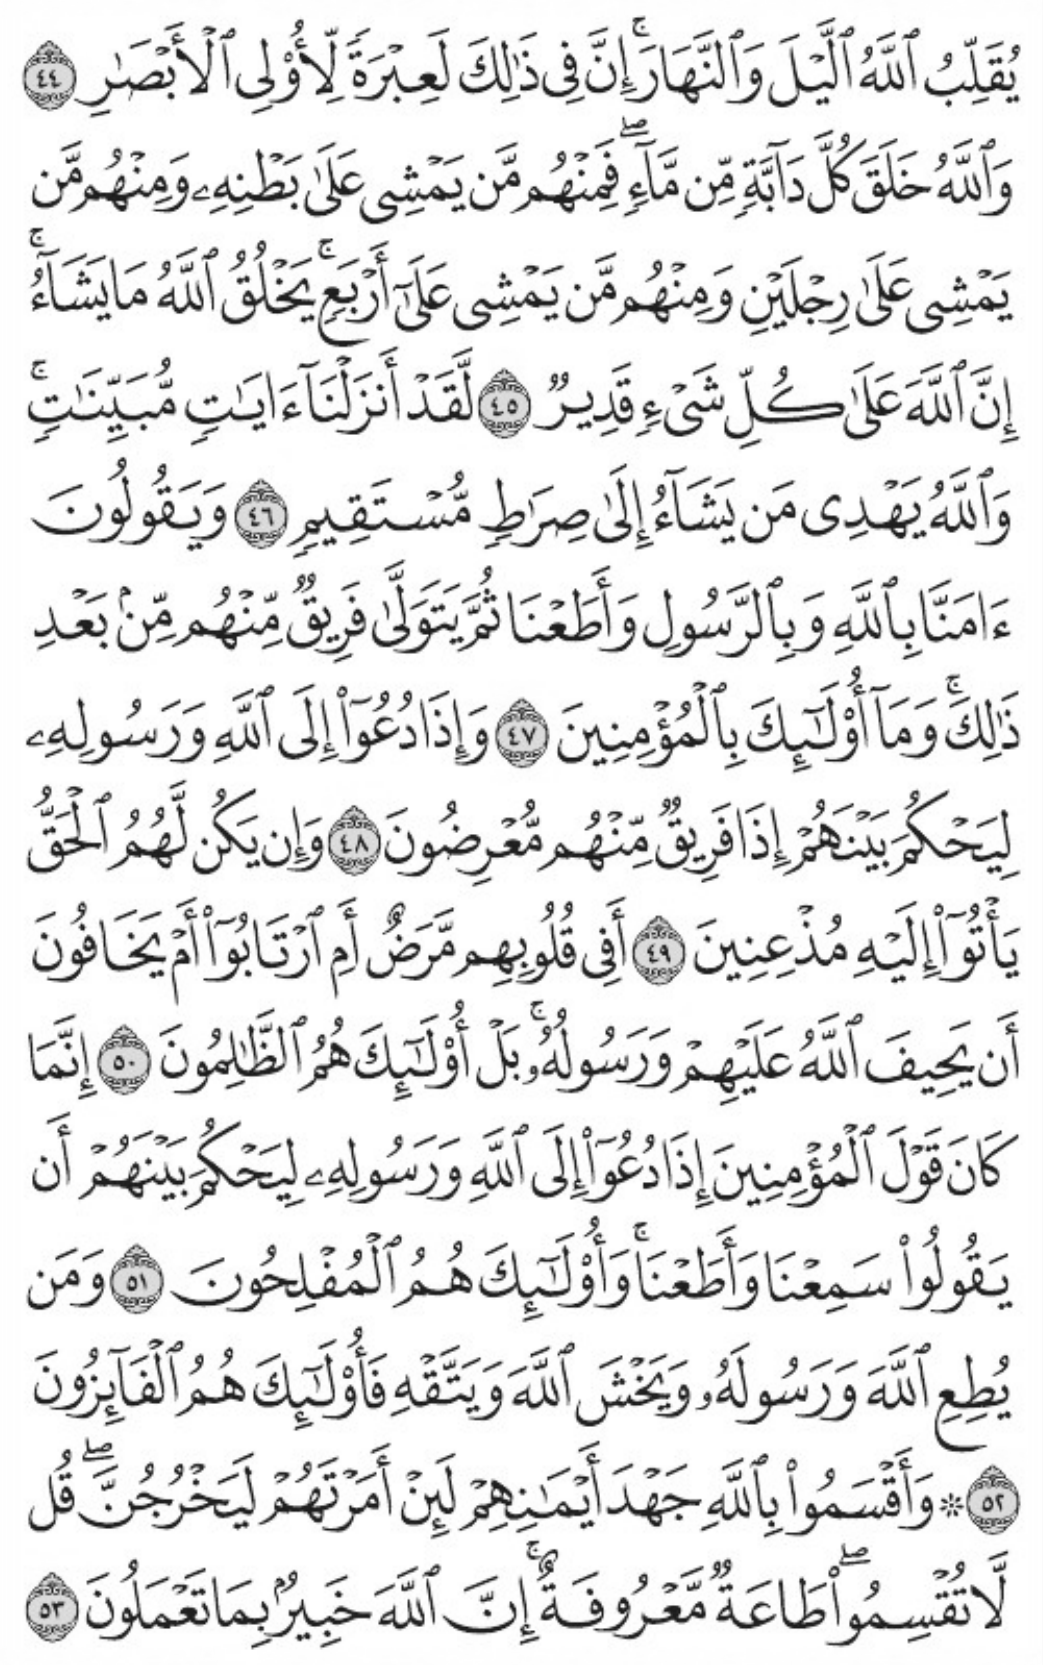 يُقَلِّبُ ٱللَّهُ ٱلَّيْلَ وَٱلنَّهَارَۚ إِنَّ فِى ذَٰلِكَ لَعِبْرَةً لِّأُو۟لِى ٱلْأَبْصَـٰرِ ٤٤
وَٱللَّهُ خَلَقَ كُلَّ دَآبَّةٍ مِّن مَّآءٍۖ فَمِنْهُم مَّن يَمْشِى عَلَىٰ بَطْنِهِۦ وَمِنْهُم مَّن
يَمْشِى عَلَىٰ رِجْلَيْنِ وَمِنْهُم مَّن يَمْشِى عَلَىٰٓ أَرْبَعٍۚ يَخْلُقُ ٱللَّهُ مَا يَشَآءُۚ
إِنَّ ٱللَّهَ عَلَىٰ كُلِّ شَىْءٍ قَدِيرٌ ٤٥ لَّقَدْ أَنزَلْنَآ ءَايَـٰتٍ مُّبَيِّنَـٰتٍۚ
وَٱللَّهُ يَهْدِى مَن يَشَآءُ إِلَىٰ صِرَٰطٍ مُّسْتَقِيمٍ ٤٦ وَيَقُولُونَ
ءَامَنَّا بِٱللَّهِ وَبِٱلرَّسُولِ وَأَطَعْنَا ثُمَّ يَتَوَلَّىٰ فَرِيقٌ مِّنْهُم مِّنۢ بَعْدِ
ذَٰلِكَۚ وَمَآ أُو۟لَـٰٓئِكَ بِٱلْمُؤْمِنِينَ ٤٧ وَإِذَا دُعُوٓا۟ إِلَى ٱللَّهِ وَرَسُولِهِۦ
لِيَحْكُمَ بَيْنَهُمْ إِذَا فَرِيقٌ مِّنْهُم مُّعْرِضُونَ ٤٨ وَإِن يَكُن لَّهُمُ ٱلْحَقُّ
يَأْتُوٓا۟ إِلَيْهِ مُذْعِنِينَ ٤٩ أَفِى قُلُوبِهِم مَّرَضٌ أَمِ ٱرْتَابُوٓا۟ أَمْ يَخَافُونَ
أَن يَحِيفَ ٱللَّهُ عَلَيْهِمْ وَرَسُولُهُۥۚ بَلْ أُو۟لَـٰٓئِكَ هُمُ ٱلظَّـٰلِمُونَ ٥٠ إِنَّمَا
كَانَ قَوْلَ ٱلْمُؤْمِنِينَ إِذَا دُعُوٓا۟ إِلَى ٱللَّهِ وَرَسُولِهِۦ لِيَحْكُمَ بَيْنَهُمْ أَن
يَقُولُوا۟ سَمِعْنَا وَأَطَعْنَاۚ وَأُو۟لَـٰٓئِكَ هُمُ ٱلْمُفْلِحُونَ ٥١ وَمَن
يُطِعِ ٱللَّهَ وَرَسُولَهُۥ وَيَخْشَ ٱللَّهَ وَيَتَّقْهِ فَأُو۟لَـٰٓئِكَ هُمُ ٱلْفَآئِزُونَ
٥٢ ۞ وَأَقْسَمُوا۟ بِٱللَّهِ جَهْدَ أَيْمَـٰنِهِمْ لَئِنْ أَمَرْتَهُمْ لَيَخْرُجُنَّۖ قُل
لَّا تُقْسِمُوا۟ۖ طَاعَةٌ مَّعْرُوفَةٌۚ إِنَّ ٱللَّهَ خَبِيرٌۢ بِمَا تَعْمَلُونَ ٥٣